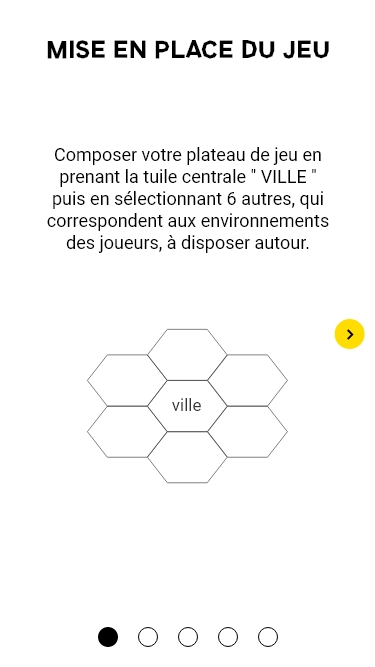 MISE EN PLACE DU JEU
Composer votre plateau de jeu en
prenant la tuile centrale " VILLE "
puis en sélectionnant 6 autres, qui
correspondent aux environnements
des joueurs, à disposer autour.
ville